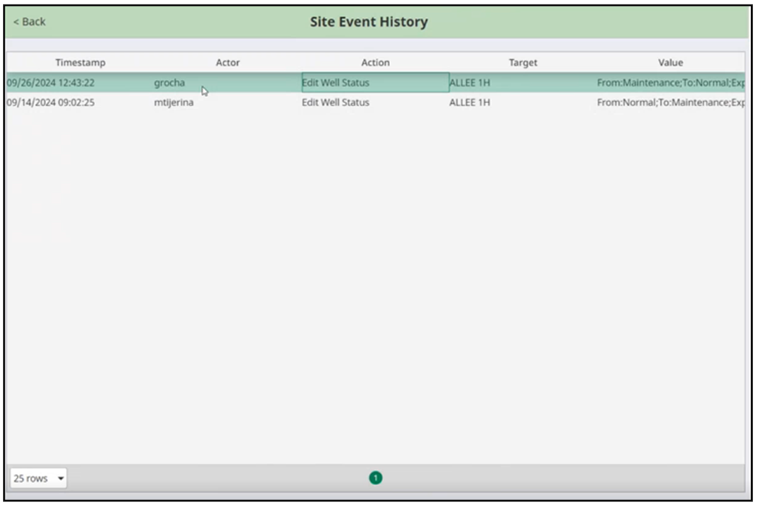 < Back Site Event History
Timestamp Actor Action Target Value
09/26/2024 12:43:22 grocha Edit Well Status ALLEE 1H From:Maintenance;To:Normal;Exp
09/14/2024 09:02:25 mtijerina Edit Well Status ALLEE 1H From:Normal;To:Maintenance;Exp
25 rows 1